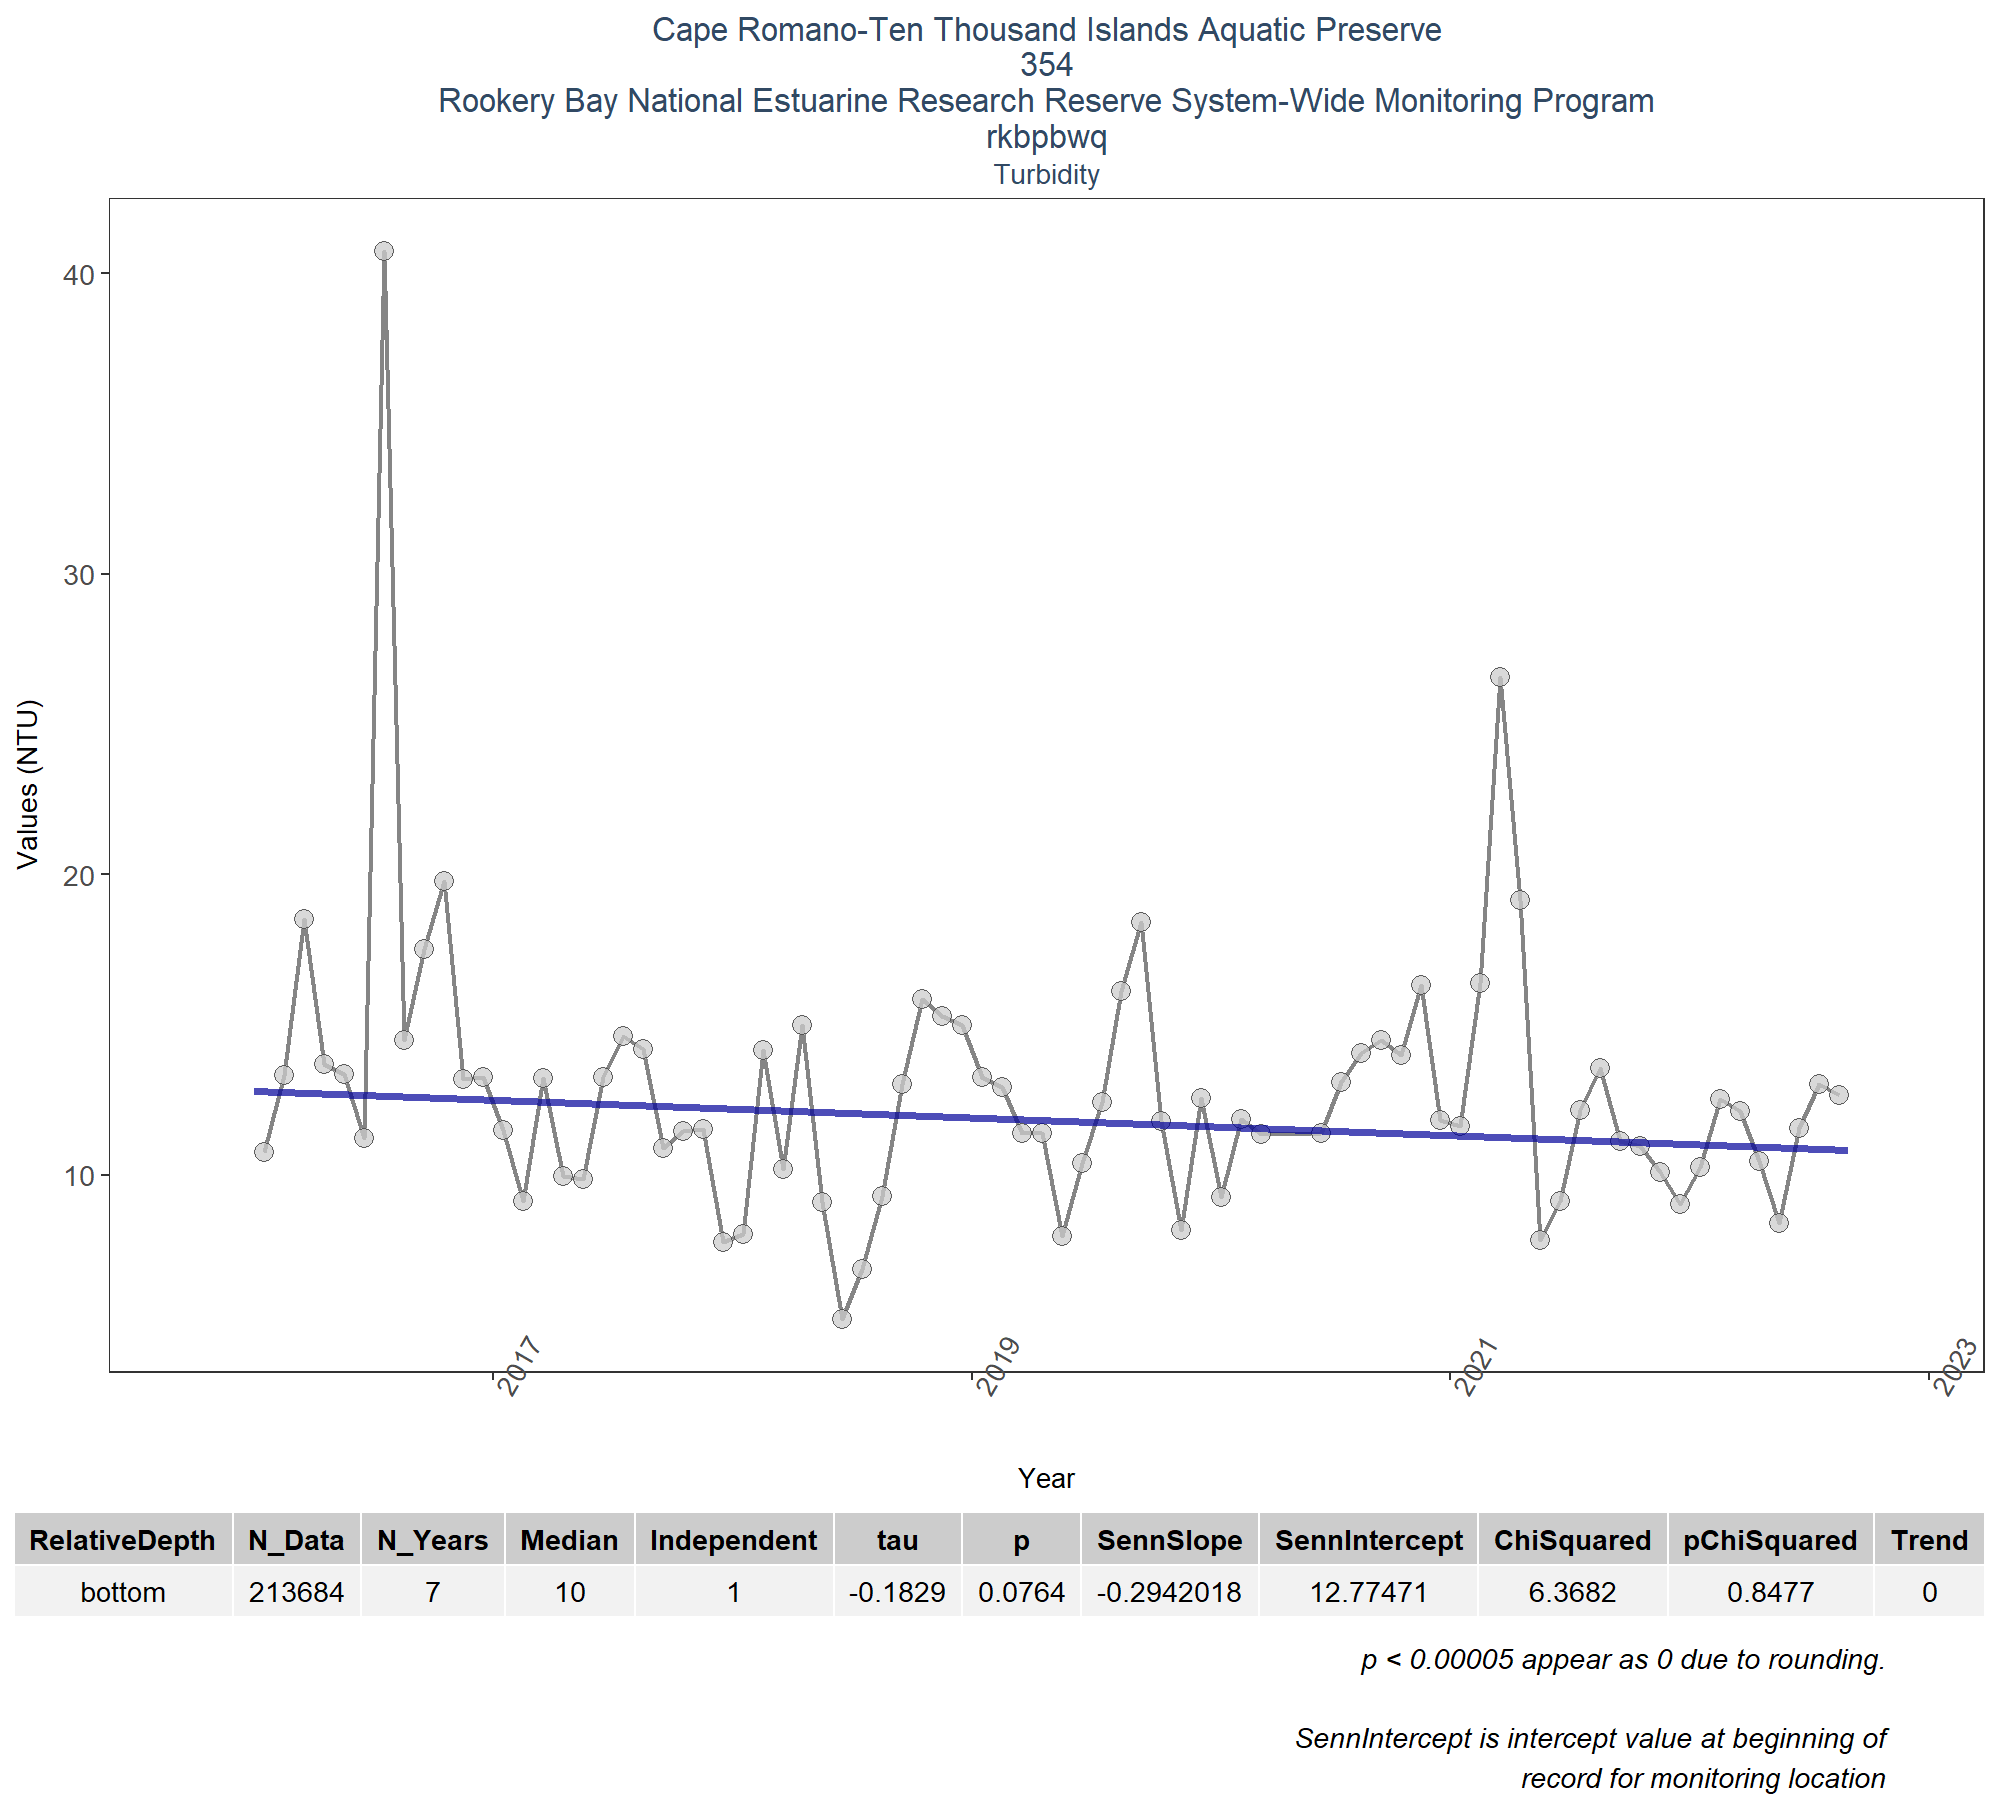 Cape Romano-Ten Thousand Islands Aquatic Preserve
354
Rookery Bay National Estuarine Research Reserve System-Wide Monitoring Program
rkbpbwq
Turbidity
40
30
20
10
Values (NTU)
2017
2019
2021
2023
Year
RelativeDepth N_Data N_Years Median Independent tau p SennSlope SennIntercept ChiSquared pChiSquared Trend
bottom 213684 7 10 1 -0.1829 0.0764 -0.2942018 12.77471 6.3682 0.8477 0
p < 0.00005 appear as 0 due to rounding.
SennIntercept is intercept value at beginning of
record for monitoring location